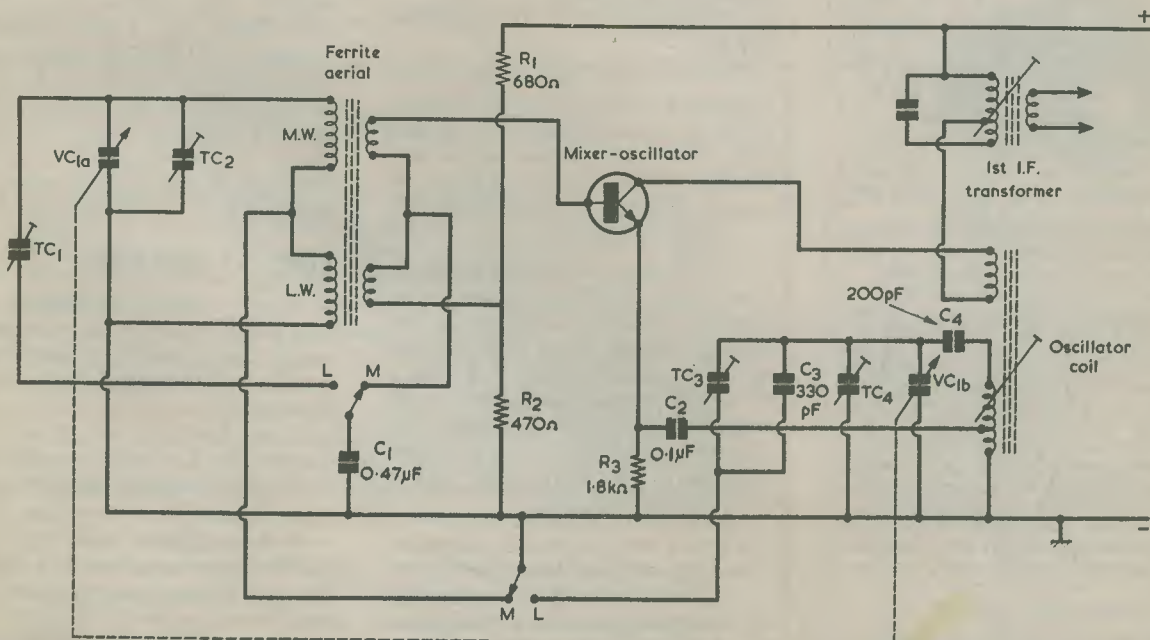 +
Ferrite
aerial
R1
680Ω
M.W.
VC1a
TC2
Mixer-oscillator
1st I.F.
transformer
TC1
L.W.
200pF
C4
Oscillator
coil
L M
TC3
C3
330
pF
TC4
VC1b
R2
470Ω
C2
0·1µF
C1
0·47µF
R3
1·8kΩ
-
M L